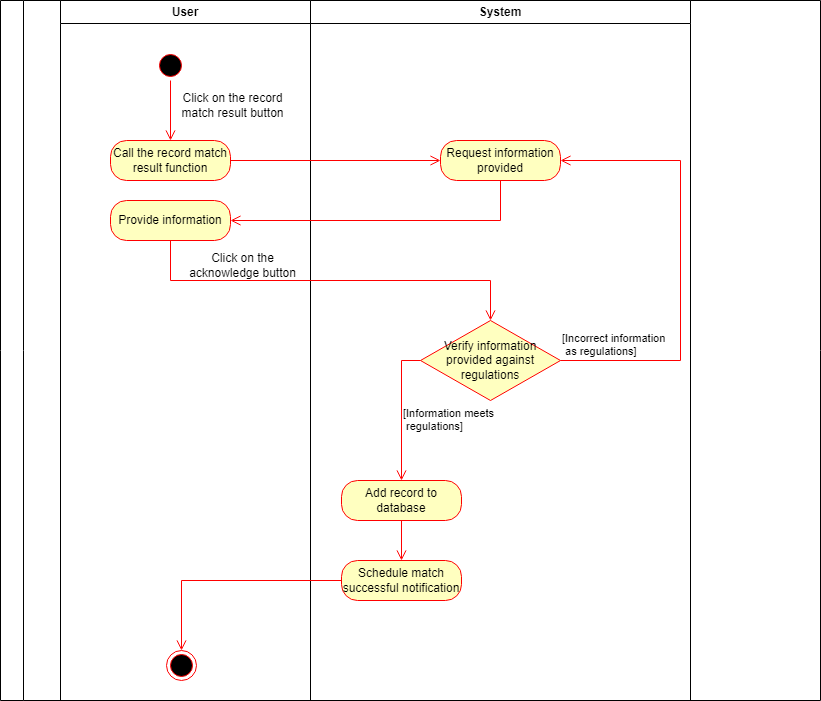 User
System
Click on the record
match result button
Call the record match
result function
Request information
provided
Provide information
Click on the
acknowledge button
Verify information
provided against
regulations
[Incorrect information
as regulations]
[Information meets
regulations]
Add record to
database
Schedule match
successful notification